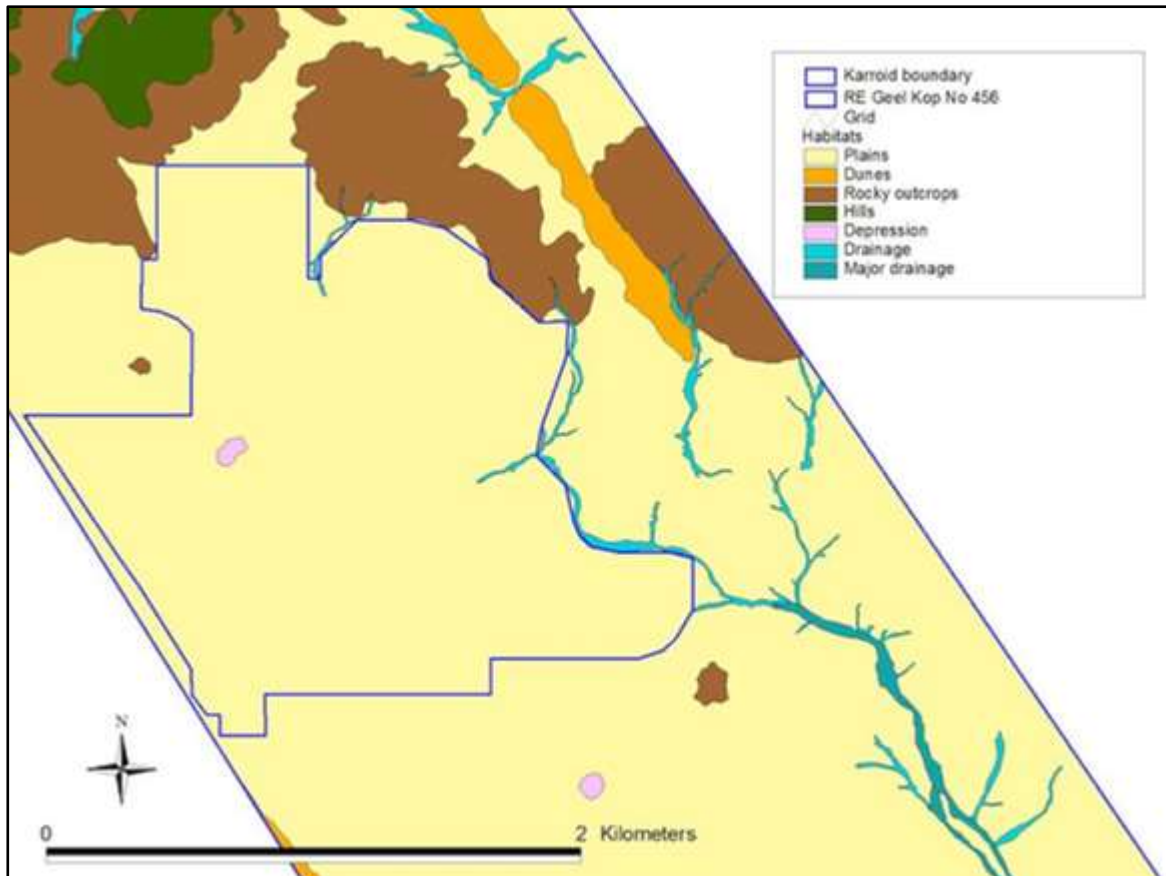 Karroid boundary
RE Geel Kop No 456
Grid
Habitats
Plains
Dunes
Rocky outcrops
Hills
Depression
Drainage
Major drainage
N
0 2 Kilometers